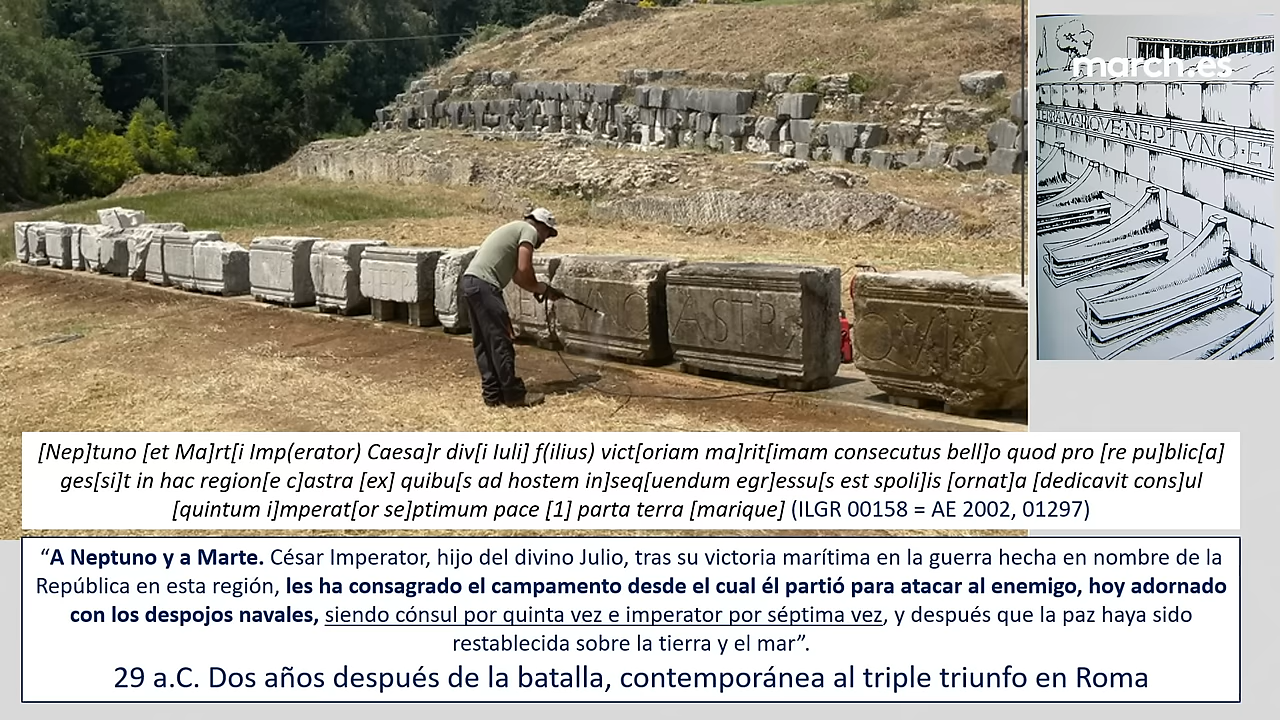 march.es
TERRA·MARIQVE·NEPTVNO·ET
ASTR
[Nep]tuno [et Ma]rt[i Imp(erator) Caesa]r div[i Iuli] f(ilius) vict[oriam ma]rit[imam consecutus bell]o quod pro [re pu]blic[a]
ges[si]t in hac region[e c]astra [ex] quibu[s ad hostem in]seq[uendum egr]essu[s est spoli]is [ornat]a [dedicavit cons]ul
[quintum i]mperat[or se]ptimum pace [1] parta terra [marique] (ILGR 00158 = AE 2002, 01297)
“A Neptuno y a Marte. César Imperator, hijo del divino Julio, tras su victoria marítima en la guerra hecha en nombre de la
República en esta región, les ha consagrado el campamento desde el cual él partió para atacar al enemigo, hoy adornado
con los despojos navales, siendo cónsul por quinta vez e imperator por séptima vez, y después que la paz haya sido
restablecida sobre la tierra y el mar”.
29 a.C. Dos años después de la batalla, contemporánea al triple triunfo en Roma